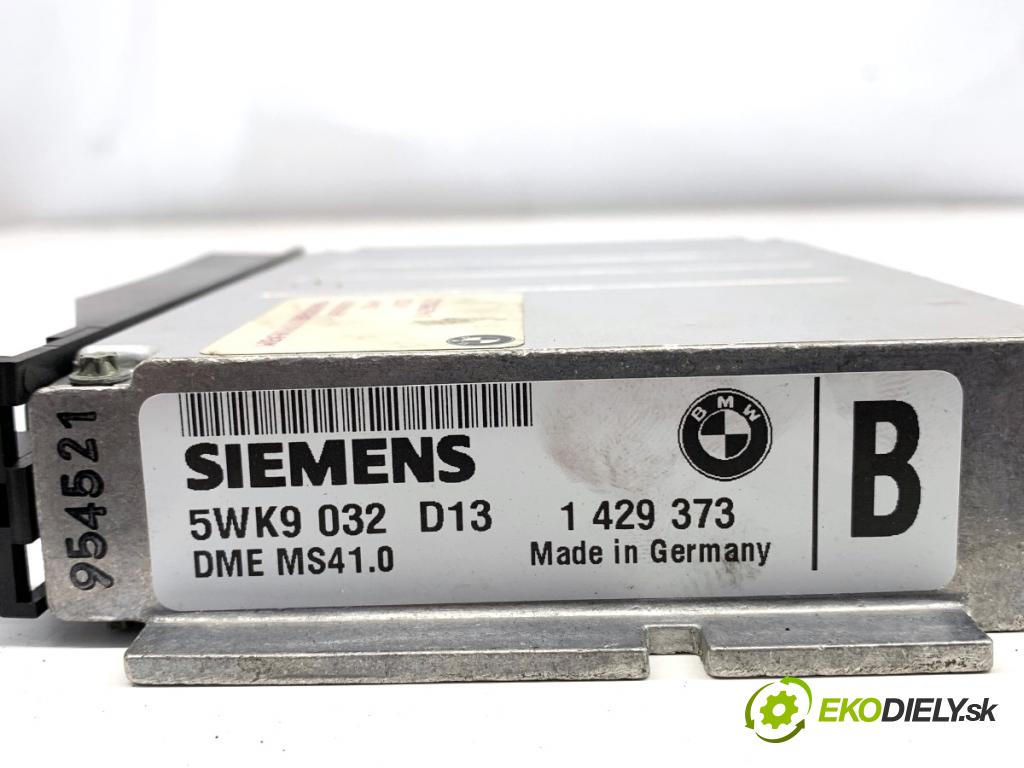 SIEMENS
BMW
B
5WK9 032 D13 1 429 373
DME MS41.0 Made in Germany
954521
EKODIELY.sk